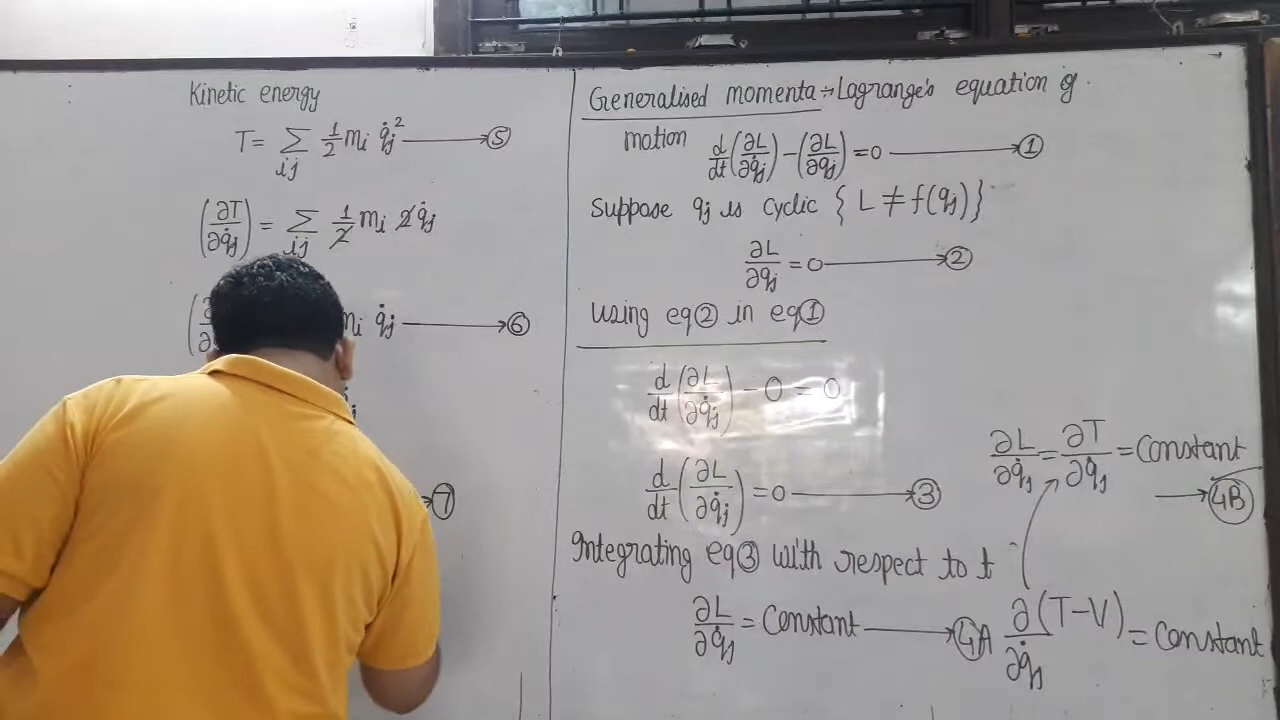 Kinetic energy
T = Σ_ij 1/2 mᵢ q̇ⱼ² ⟶ ⑤
(∂T/∂q̇ⱼ) = Σ_ij 1/2 mᵢ 2 q̇ⱼ
mᵢ q̇ⱼ ⟶ ⑥
⟶ ⑦
Generalised momenta → Lagrange's equation of
motion d/dt (∂L/∂q̇ⱼ) − (∂L/∂qⱼ) = 0 ⟶ ①
Suppose qj is cyclic { L ≠ f(qj) }
∂L/∂qⱼ = 0 ⟶ ②
Using eq② in eq①
d/dt (∂L/∂q̇ⱼ) − 0 = 0
d/dt (∂L/∂q̇ⱼ) = 0 ⟶ ③
Integrating eq③ with respect to t
∂L/∂q̇ⱼ = Constant ⟶ 4A
∂(T−V)/∂q̇ⱼ = Constant
∂L/∂q̇ⱼ = ∂T/∂q̇ⱼ = Constant
⟶ 4B